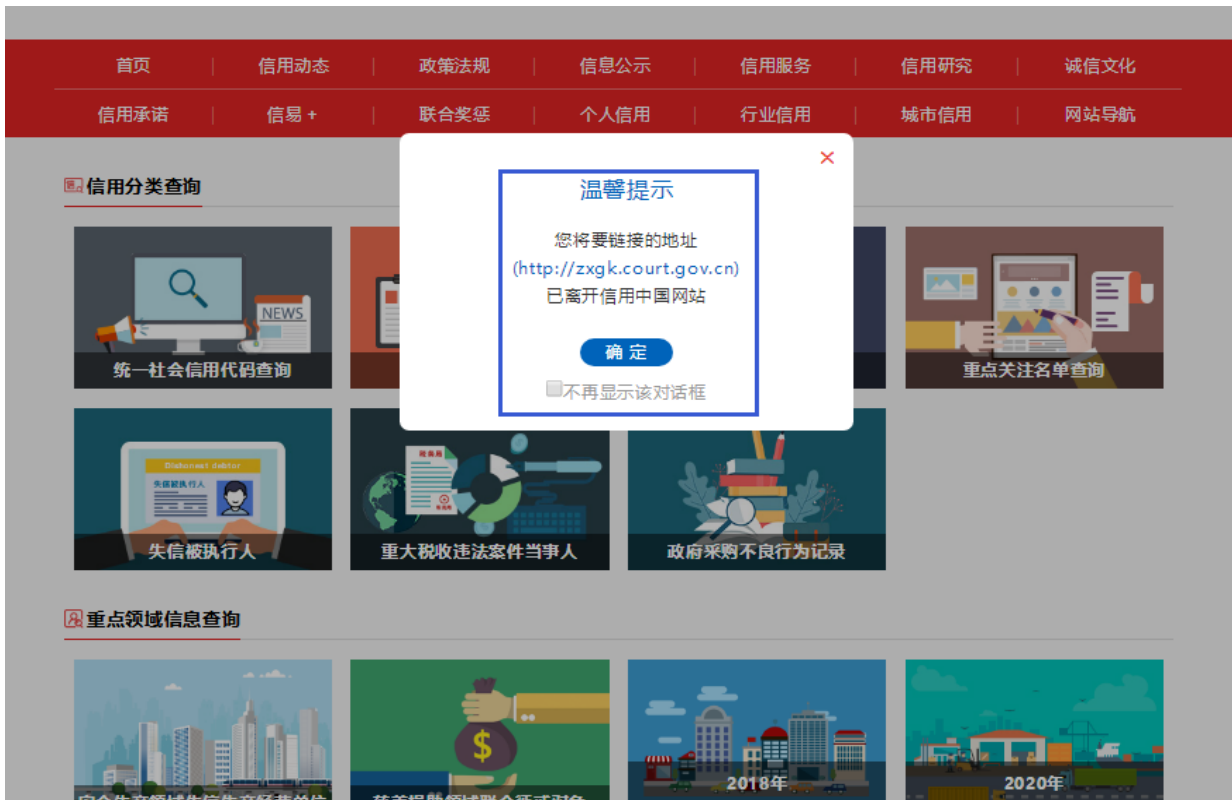 首页
信用动态
政策法规
信息公示
信用服务
信用研究
诚信文化
信用承诺
信易 +
联合奖惩
个人信用
行业信用
城市信用
网站导航
信用分类查询
×
温馨提示
您将要链接的地址
(http://zxgk.court.gov.cn)
已离开信用中国网站
确 定
不再显示该对话框
NEWS
统一社会信用代码查询
重点关注名单查询
Dishonest debtor
失信被执行人
失信被执行人
重大税收违法案件当事人
政府采购不良行为记录
重点领域信息查询
$
2018年
2020年